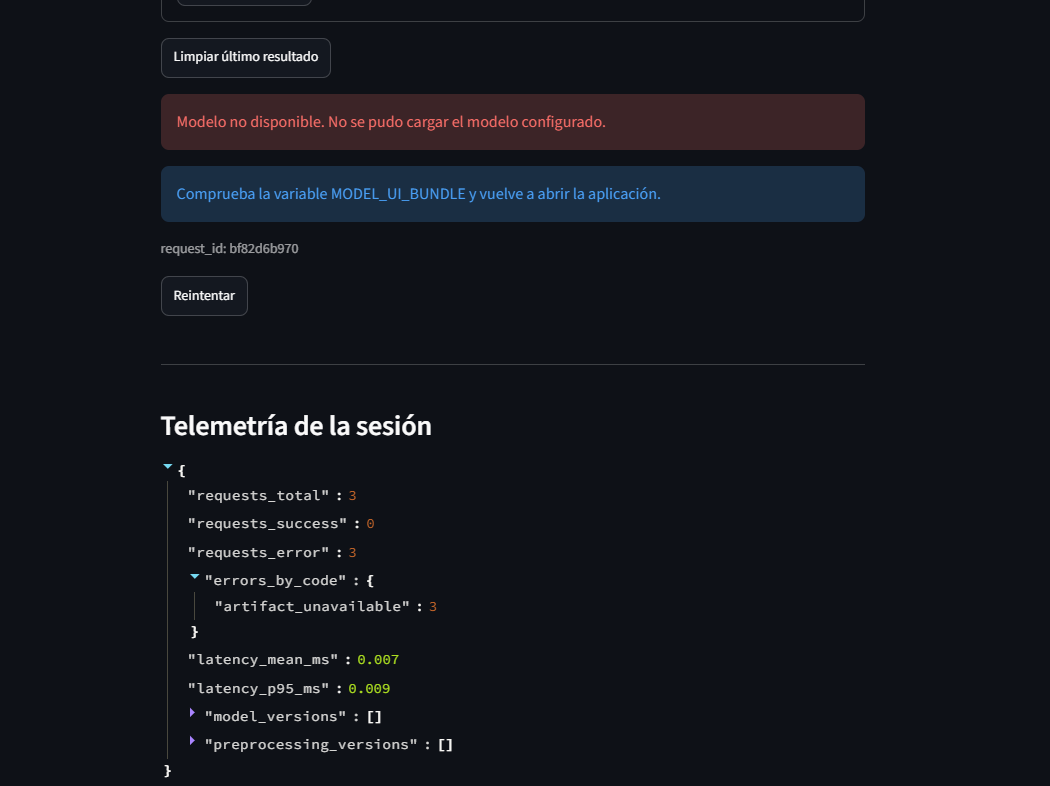 Limpiar último resultado
Modelo no disponible. No se pudo cargar el modelo configurado.
Comprueba la variable MODEL_UI_BUNDLE y vuelve a abrir la aplicación.
request_id: bf82d6b970
Reintentar
Telemetría de la sesión
{
"requests_total" : 3
"requests_success" : 0
"requests_error" : 3
"errors_by_code" : {
"artifact_unavailable" : 3
}
"latency_mean_ms" : 0.007
"latency_p95_ms" : 0.009
"model_versions" : []
"preprocessing_versions" : []
}